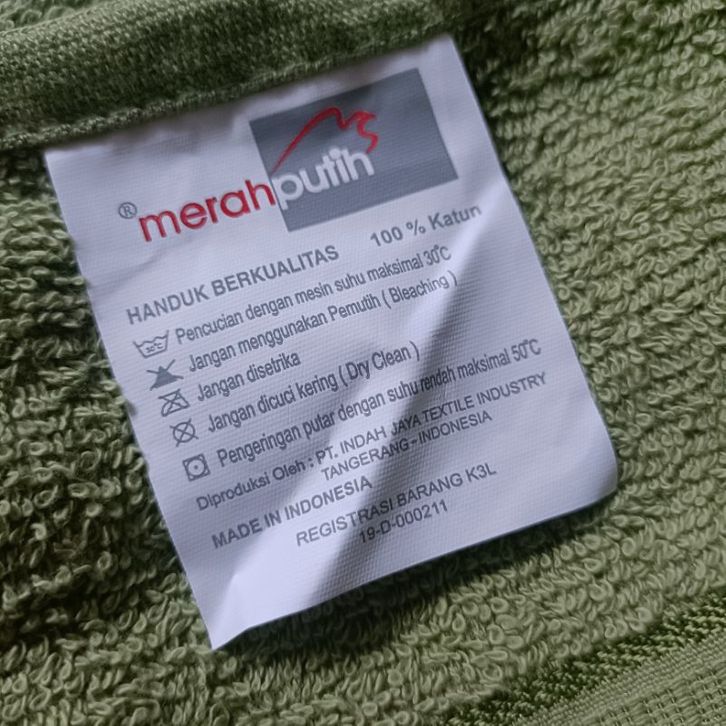 ® merahputih
HANDUK BERKUALITAS 100 % Katun
30°C Pencucian dengan mesin suhu maksimal 30°C
Jangan menggunakan Pemutih ( Bleaching )
Jangan disetrika
Jangan dicuci kering ( Dry Clean )
Pengeringan putar dengan suhu rendah maksimal 50°C
Diproduksi Oleh : PT. INDAH JAYA TEXTILE INDUSTRY
TANGERANG - INDONESIA
MADE IN INDONESIA
REGISTRASI BARANG K3L
19-D-000211